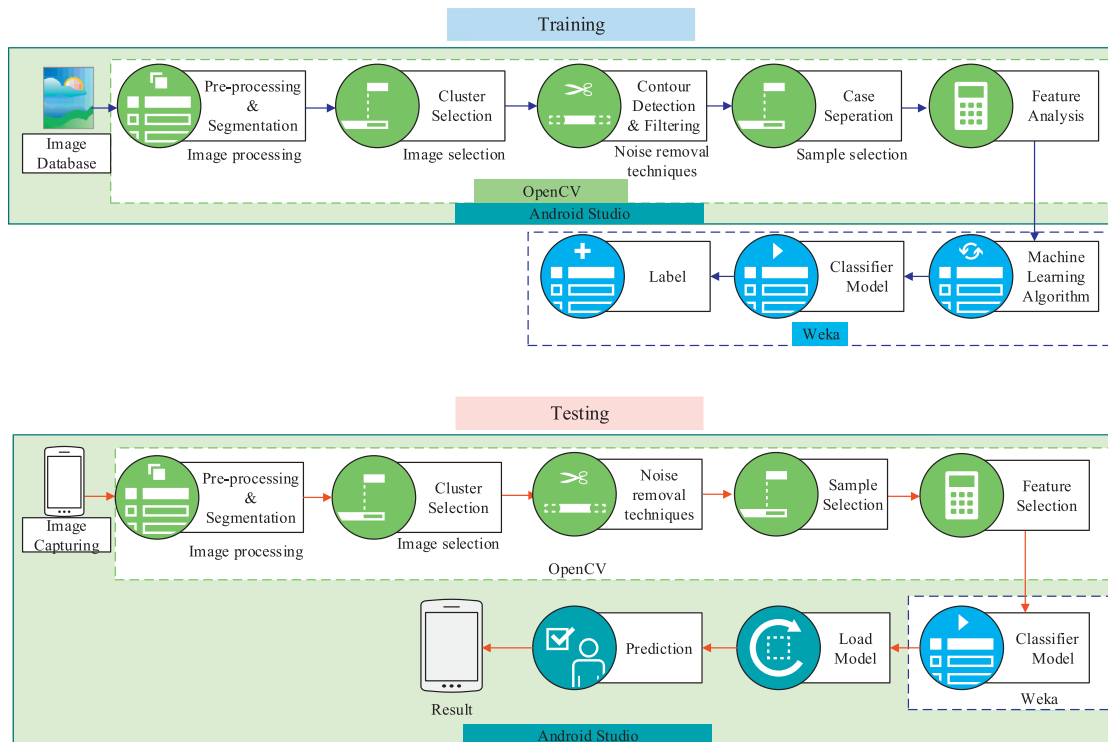 Training
Image
Database
Pre-processing
&
Segmentation
Image processing
Cluster
Selection
Image selection
Contour
Detection
& Filtering
Noise removal
techniques
Case
Seperation
Sample selection
Feature
Analysis
OpenCV
Android Studio
Label
Classifier
Model
Machine
Learning
Algorithm
Weka
Testing
Image
Capturing
Pre-processing
&
Segmentation
Image processing
Cluster
Selection
Image selection
Noise
removal
techniques
Sample
Selection
Feature
Selection
OpenCV
Result
Prediction
Load
Model
Classifier
Model
Weka
Android Studio